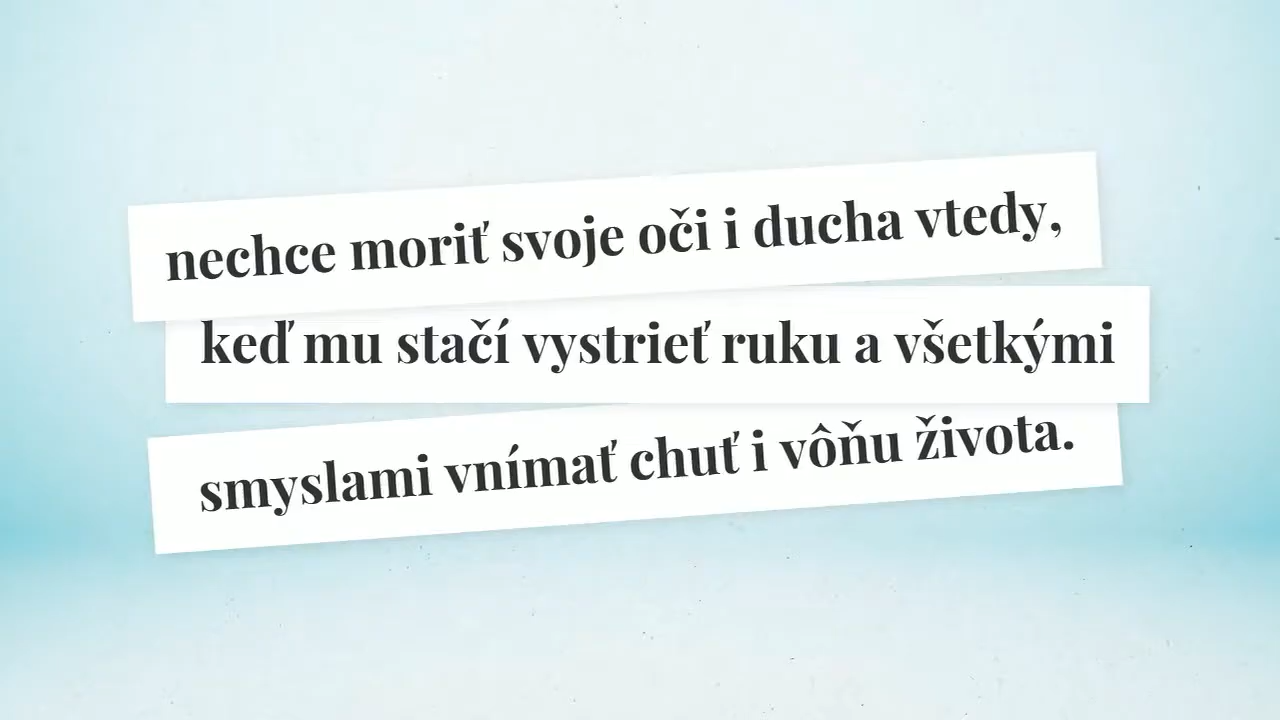 nechce moriť svoje oči i ducha vtedy,
keď mu stačí vystrieť ruku a všetkými
smyslami vnímať chuť i vôňu života.